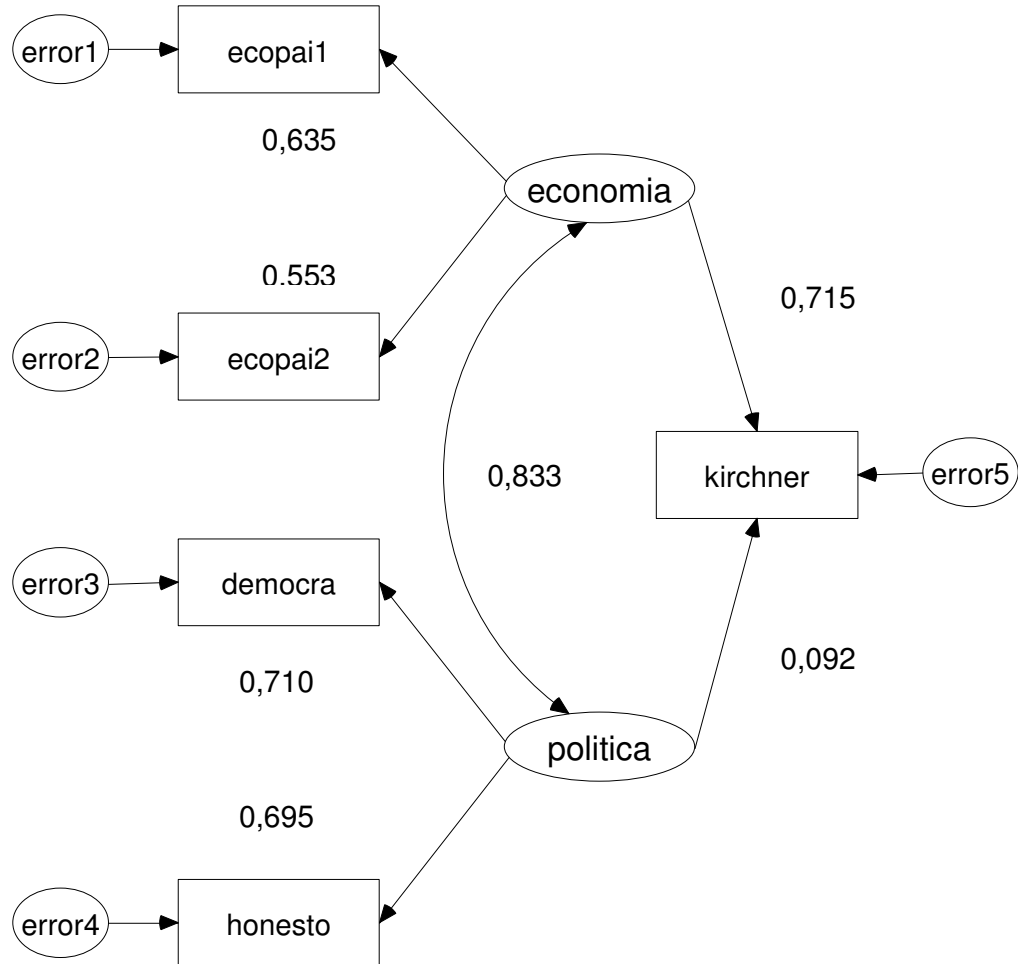 error1
ecopai1
0,635
economia
0.553
0,715
error2
ecopai2
0,833
kirchner
error5
error3
democra
0,710
0,092
politica
0,695
error4
honesto